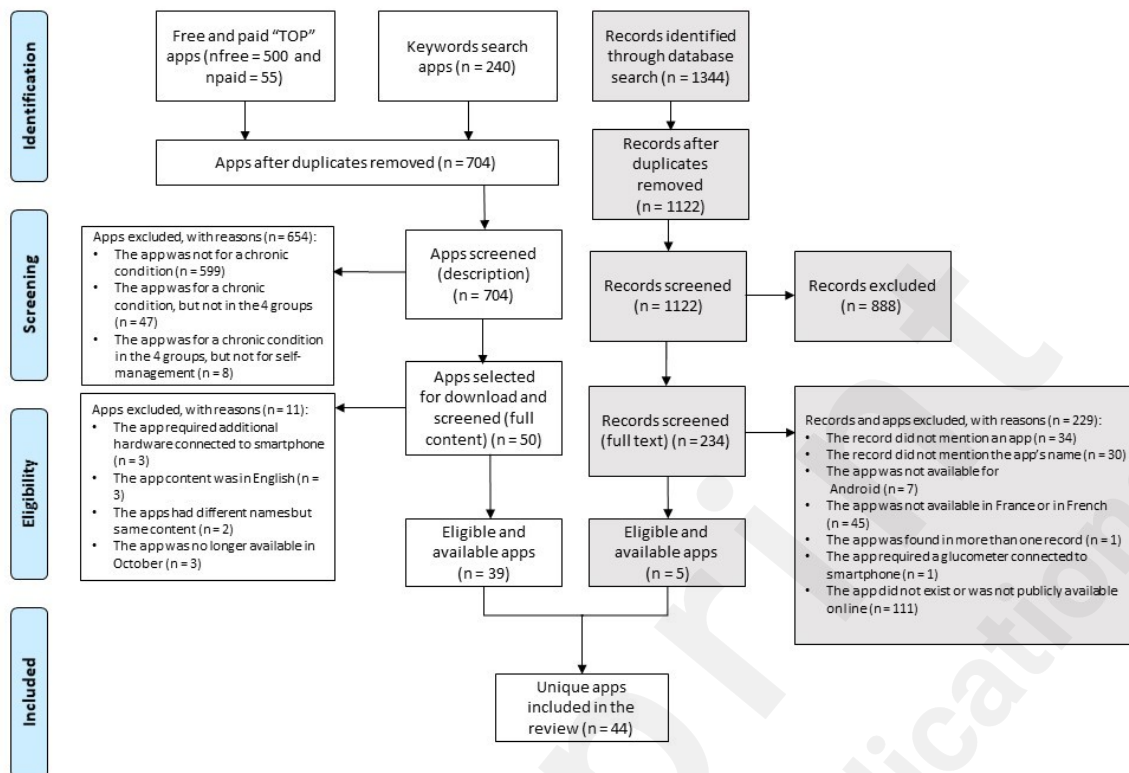 Identification
Free and paid “TOP”
apps (nfree = 500 and
npaid = 55)
Keywords search
apps (n = 240)
Records identified
through database
search (n = 1344)
Apps after duplicates removed (n = 704)
Records after
duplicates
removed
(n = 1122)
Screening
Apps excluded, with reasons (n = 654):
• The app was not for a chronic
condition (n = 599)
• The app was for a chronic
condition, but not in the 4 groups
(n = 47)
• The app was for a chronic condition
in the 4 groups, but not for self-
management (n = 8)
Apps screened
(description)
(n = 704)
Records screened
(n = 1122)
Records excluded
(n = 888)
Eligibility
Apps selected
for download and
screened (full
content) (n = 50)
Records screened
(full text) (n = 234)
Apps excluded, with reasons (n = 11):
• The app required additional
hardware connected to smartphone
(n = 3)
• The app content was in English (n =
3)
• The apps had different names but
same content (n = 2)
• The app was no longer available in
October (n = 3)
Records and apps excluded, with reasons (n = 229):
• The record did not mention an app (n = 34)
• The record did not mention the app’s name (n = 30)
• The app was not available for
Android (n = 7)
• The app was not available in France or in French
(n = 45)
• The app was found in more than one record (n = 1)
• The app required a glucometer connected to
smartphone (n = 1)
• The app did not exist or was not publicly available
online (n = 111)
Eligible and
available apps
(n = 39)
Eligible and
available apps
(n = 5)
Included
Unique apps
included in the
review (n = 44)
print
ication